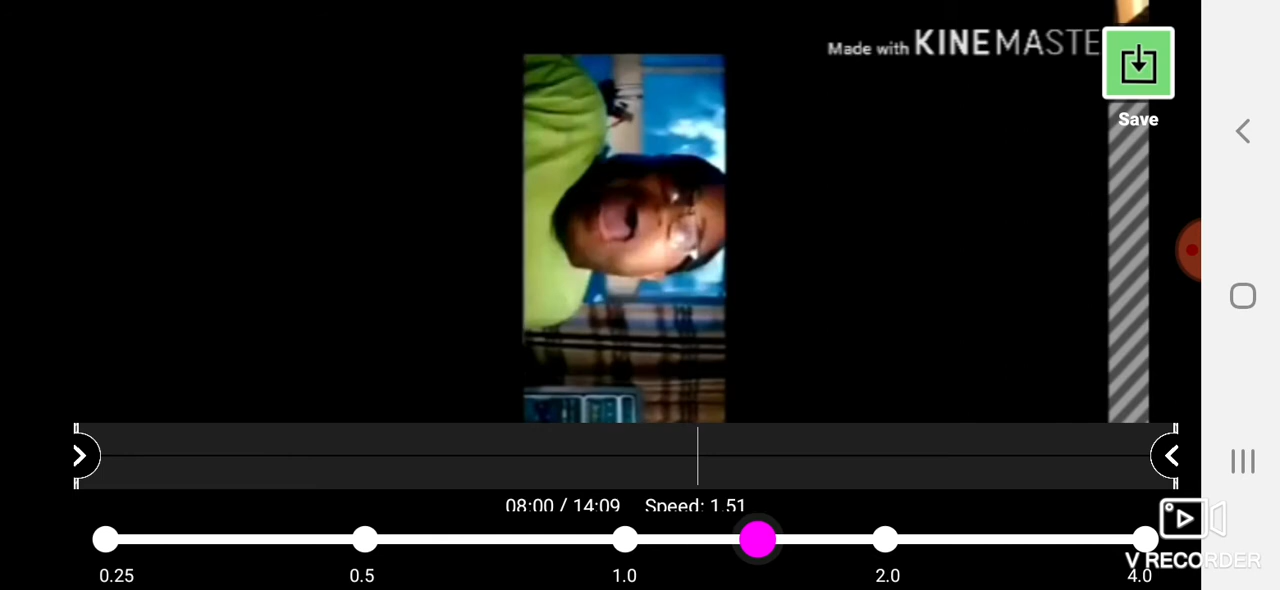 Made with KINEMASTE
Save
08:00 / 14:09 Speed: 1.51
0.25 0.5 1.0 2.0 4.0
V RECORDER